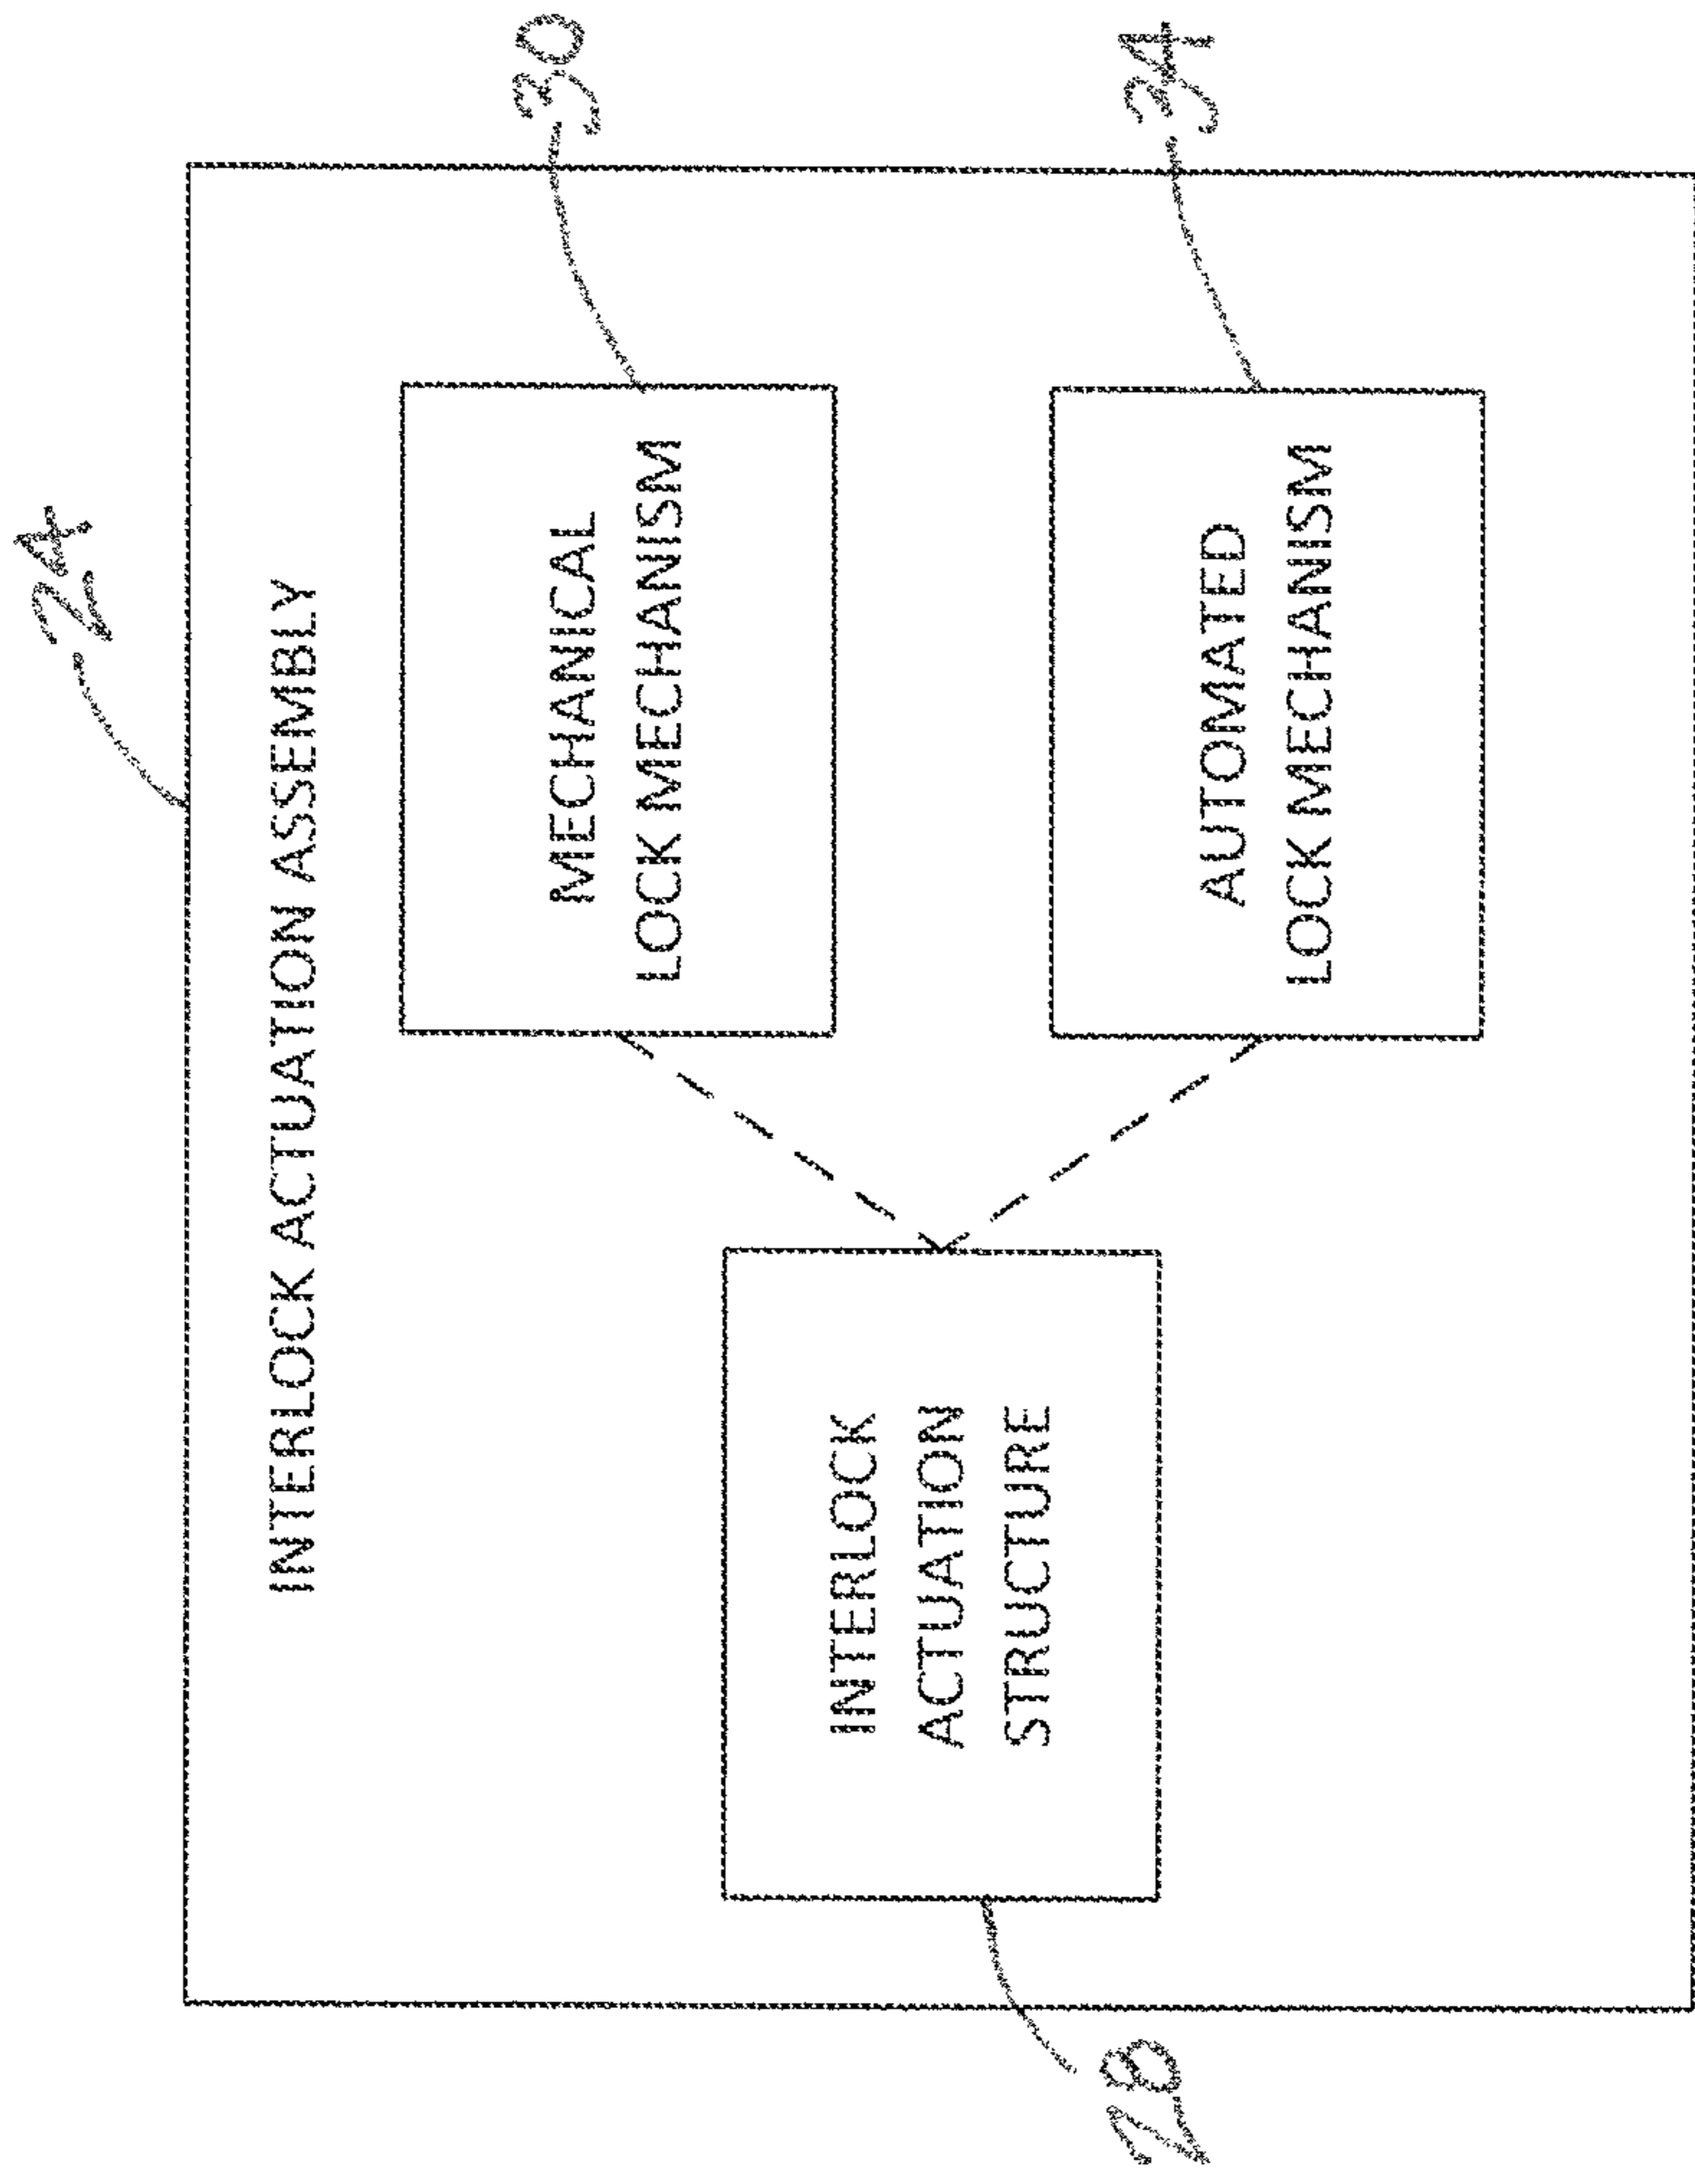 24
INTERLOCK ACTUATION ASSEMBLY
30
MECHANICAL
LOCK MECHANISM
INTERLOCK
ACTUATION
STRUCTURE
28
34
AUTOMATED
LOCK MECHANISM